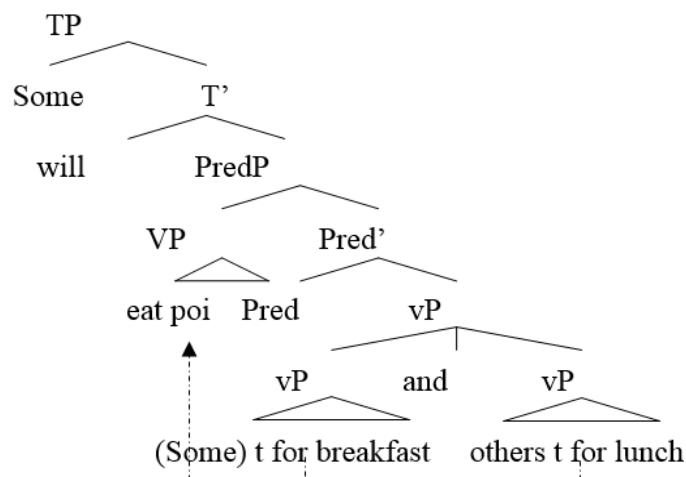 TP
Some T’
will PredP
VP Pred’
eat poi Pred vP
vP and vP
(Some) t for breakfast others t for lunch